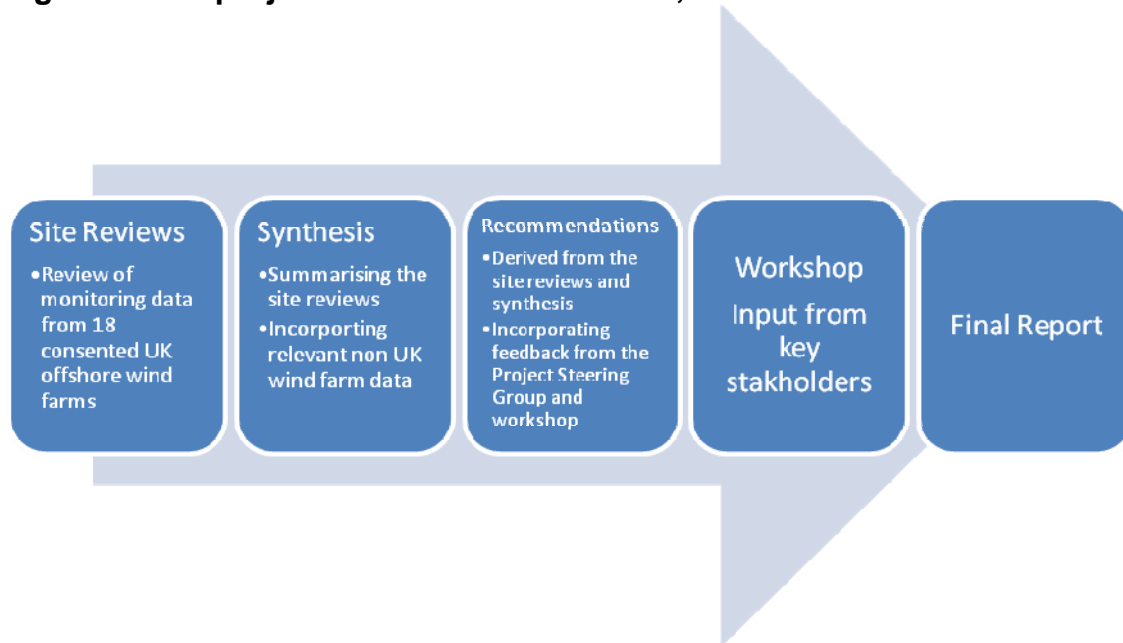 Site Reviews
•Review of
monitoring data
from 18
consented UK
offshore wind
farms
Synthesis
•Summarising the
site reviews
•Incorporting
relevant non UK
wind farm data
Recommendations
•Derived from the
site reviews and
synthesis
•Incorporating
feedback from the
Project Steering
Group and
workshop
Workshop
Input from
key
stakholders
Final Report